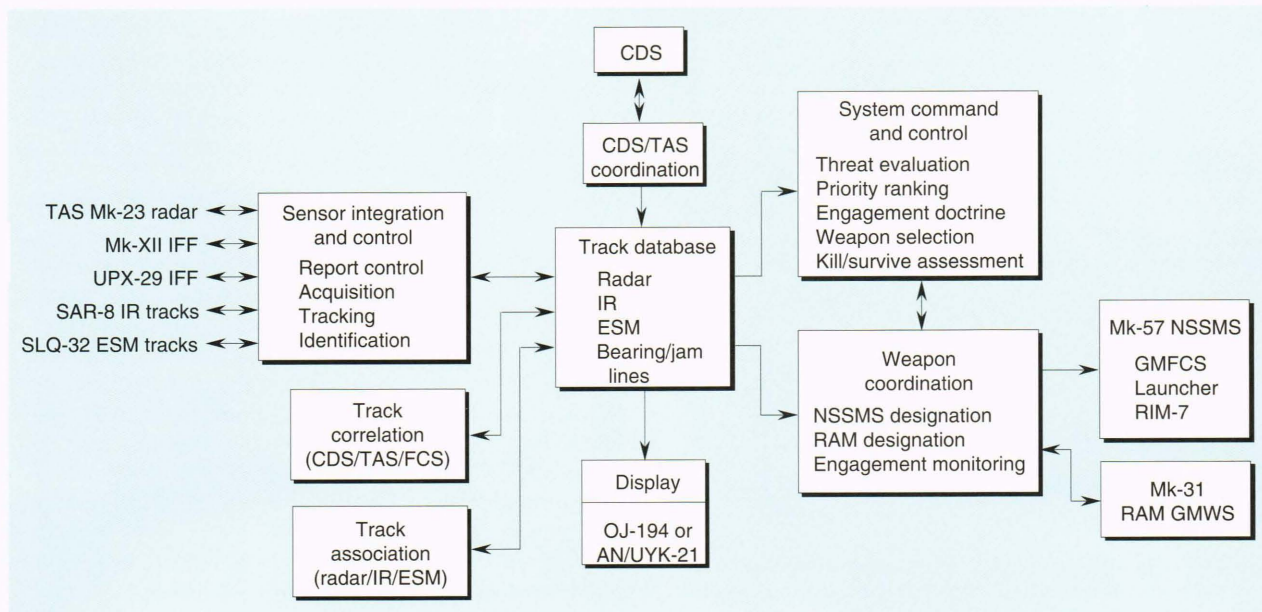 CDS
CDS/TAS
coordination
System command
and control
Threat evaluation
Priority ranking
Engagement doctrine
Weapon selection
Kill/survive assessment
TAS Mk-23 radar
Mk-XII IFF
UPX-29 IFF
SAR-8 IR tracks
SLQ-32 ESM tracks
Sensor integration
and control
Report control
Acquisition
Tracking
Identification
Track database
Radar
IR
ESM
Bearing/jam
lines
Weapon
coordination
NSSMS designation
RAM designation
Engagement monitoring
Mk-57 NSSMS
GMFCS
Launcher
RIM-7
Mk-31
RAM GMWS
Track
correlation
(CDS/TAS/FCS)
Track
association
(radar/IR/ESM)
Display
OJ-194 or
AN/UYK-21